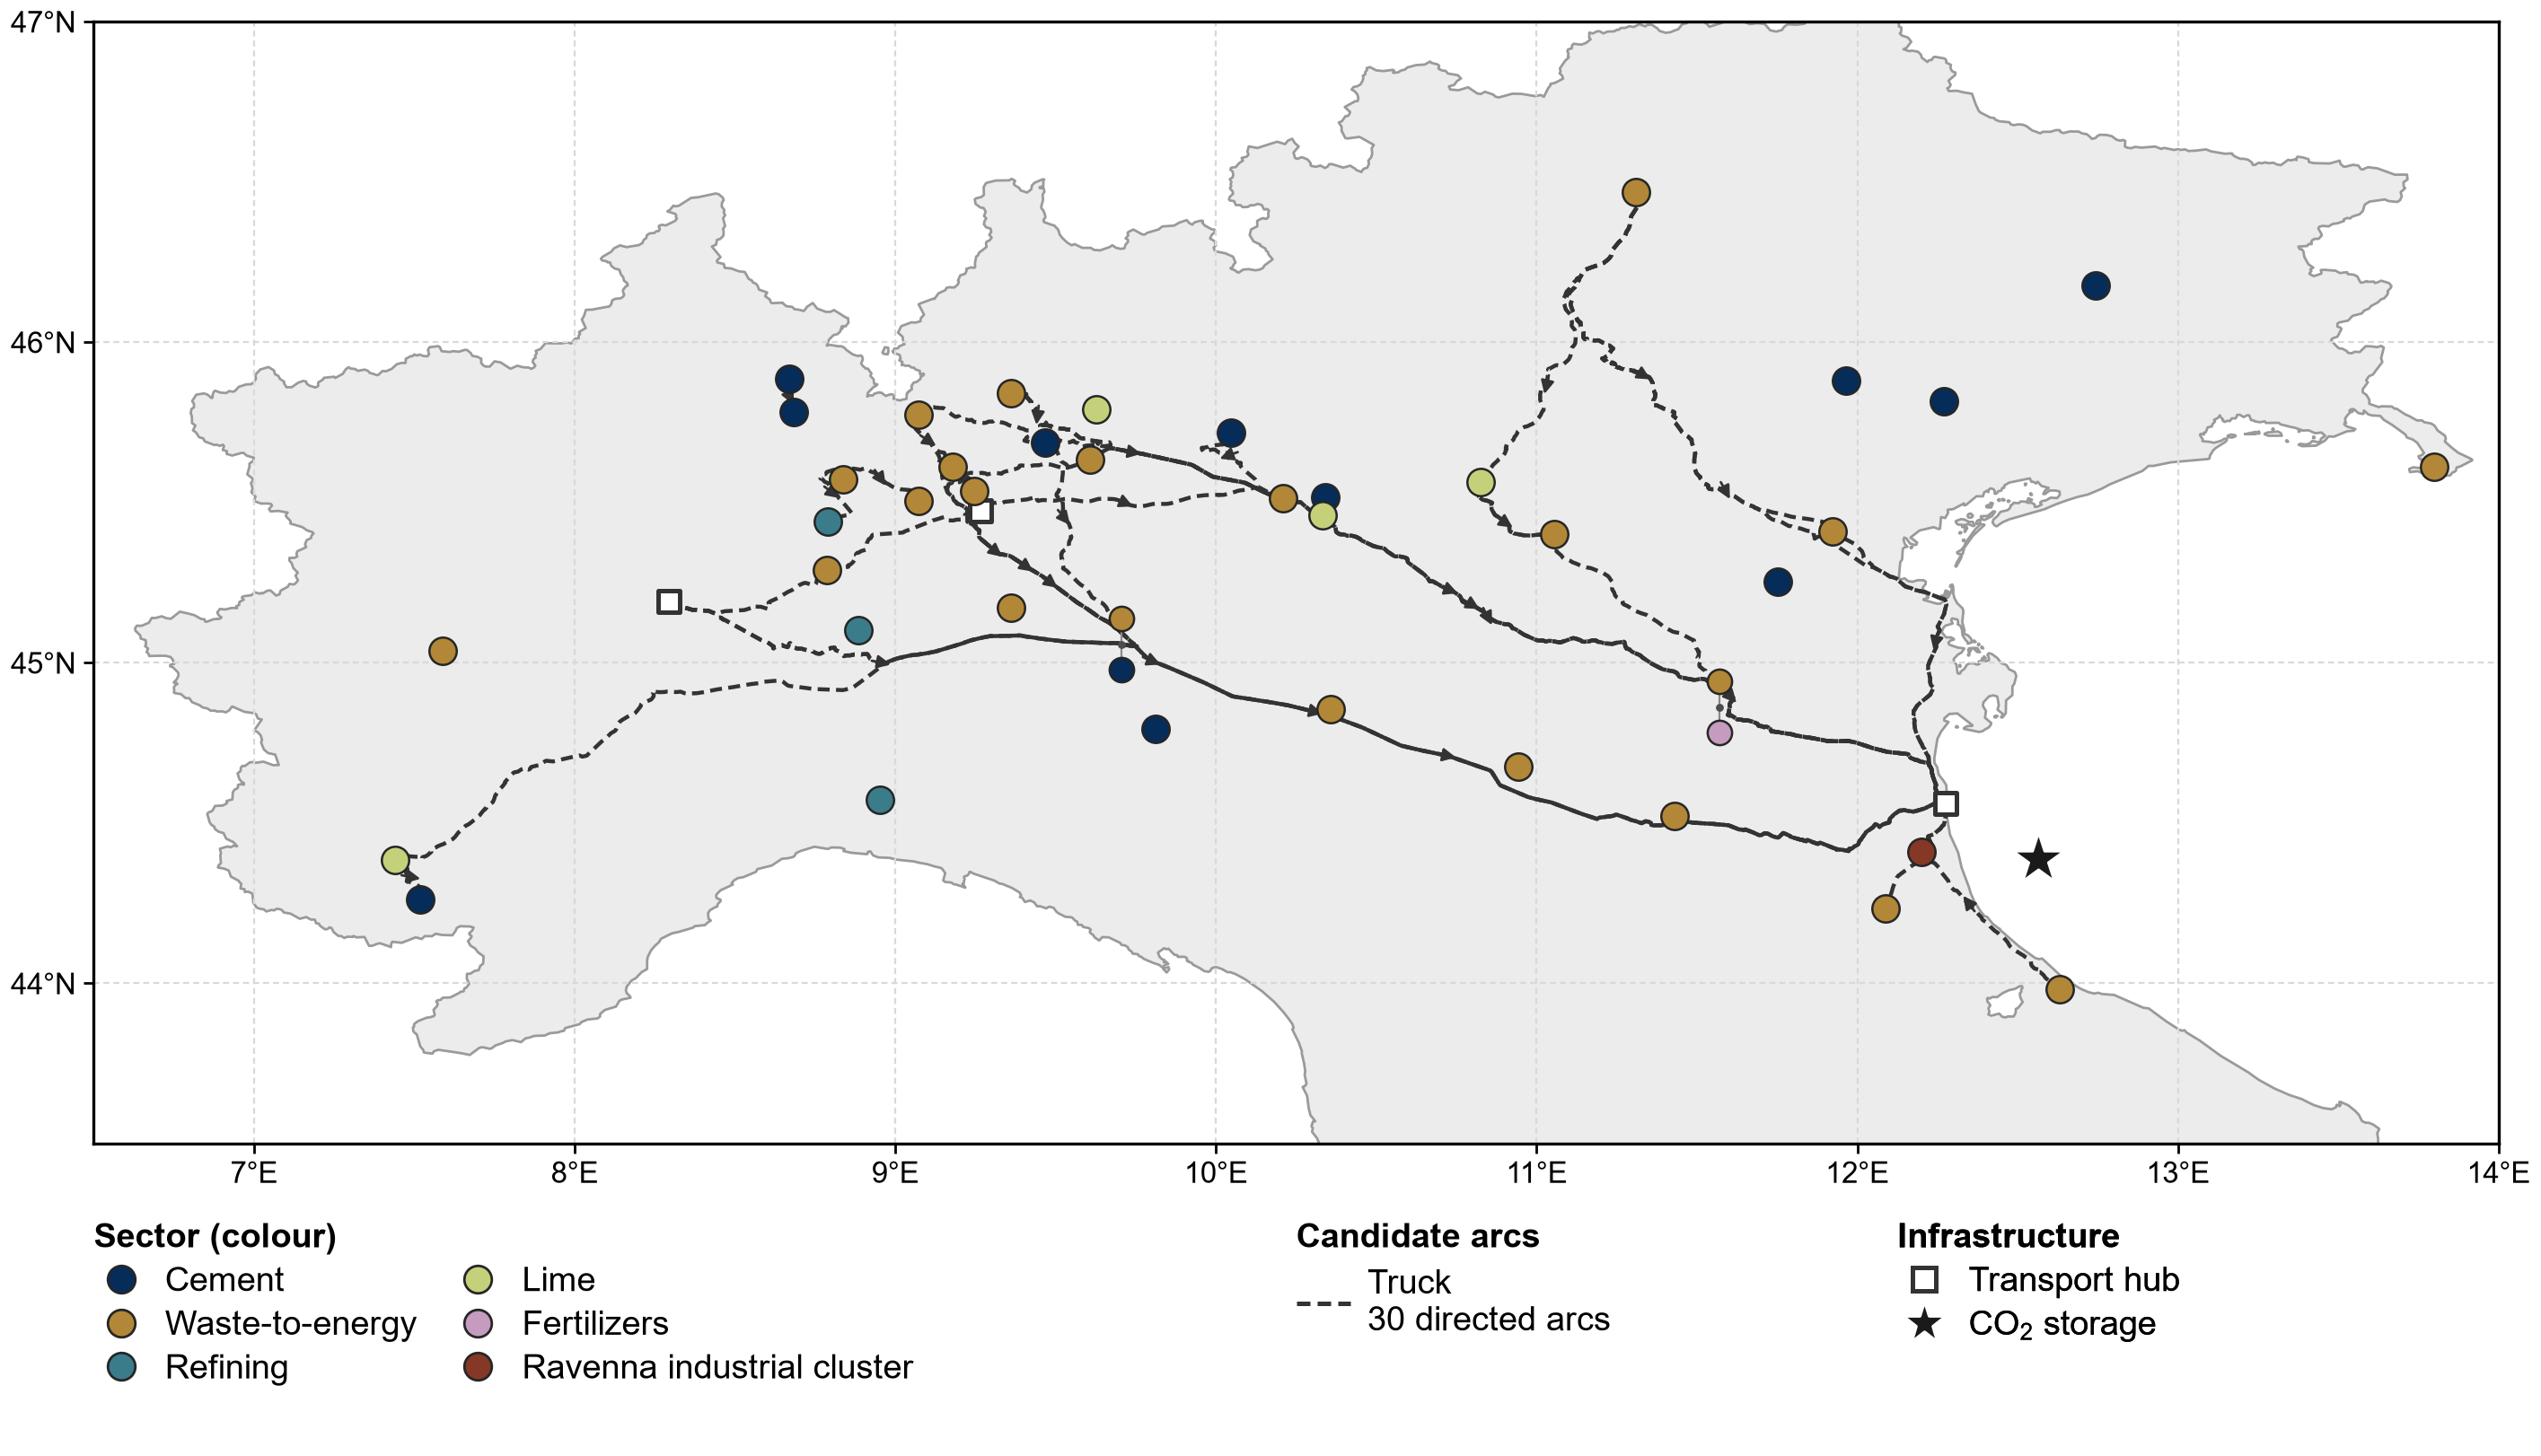 47°N
46°N
45°N
44°N
7°E 8°E 9°E 10°E 11°E 12°E 13°E 14°E
Sector (colour)
Cement
Waste-to-energy
Refining
Lime
Fertilizers
Ravenna industrial cluster
Candidate arcs
Truck
30 directed arcs
Infrastructure
Transport hub
CO₂ storage